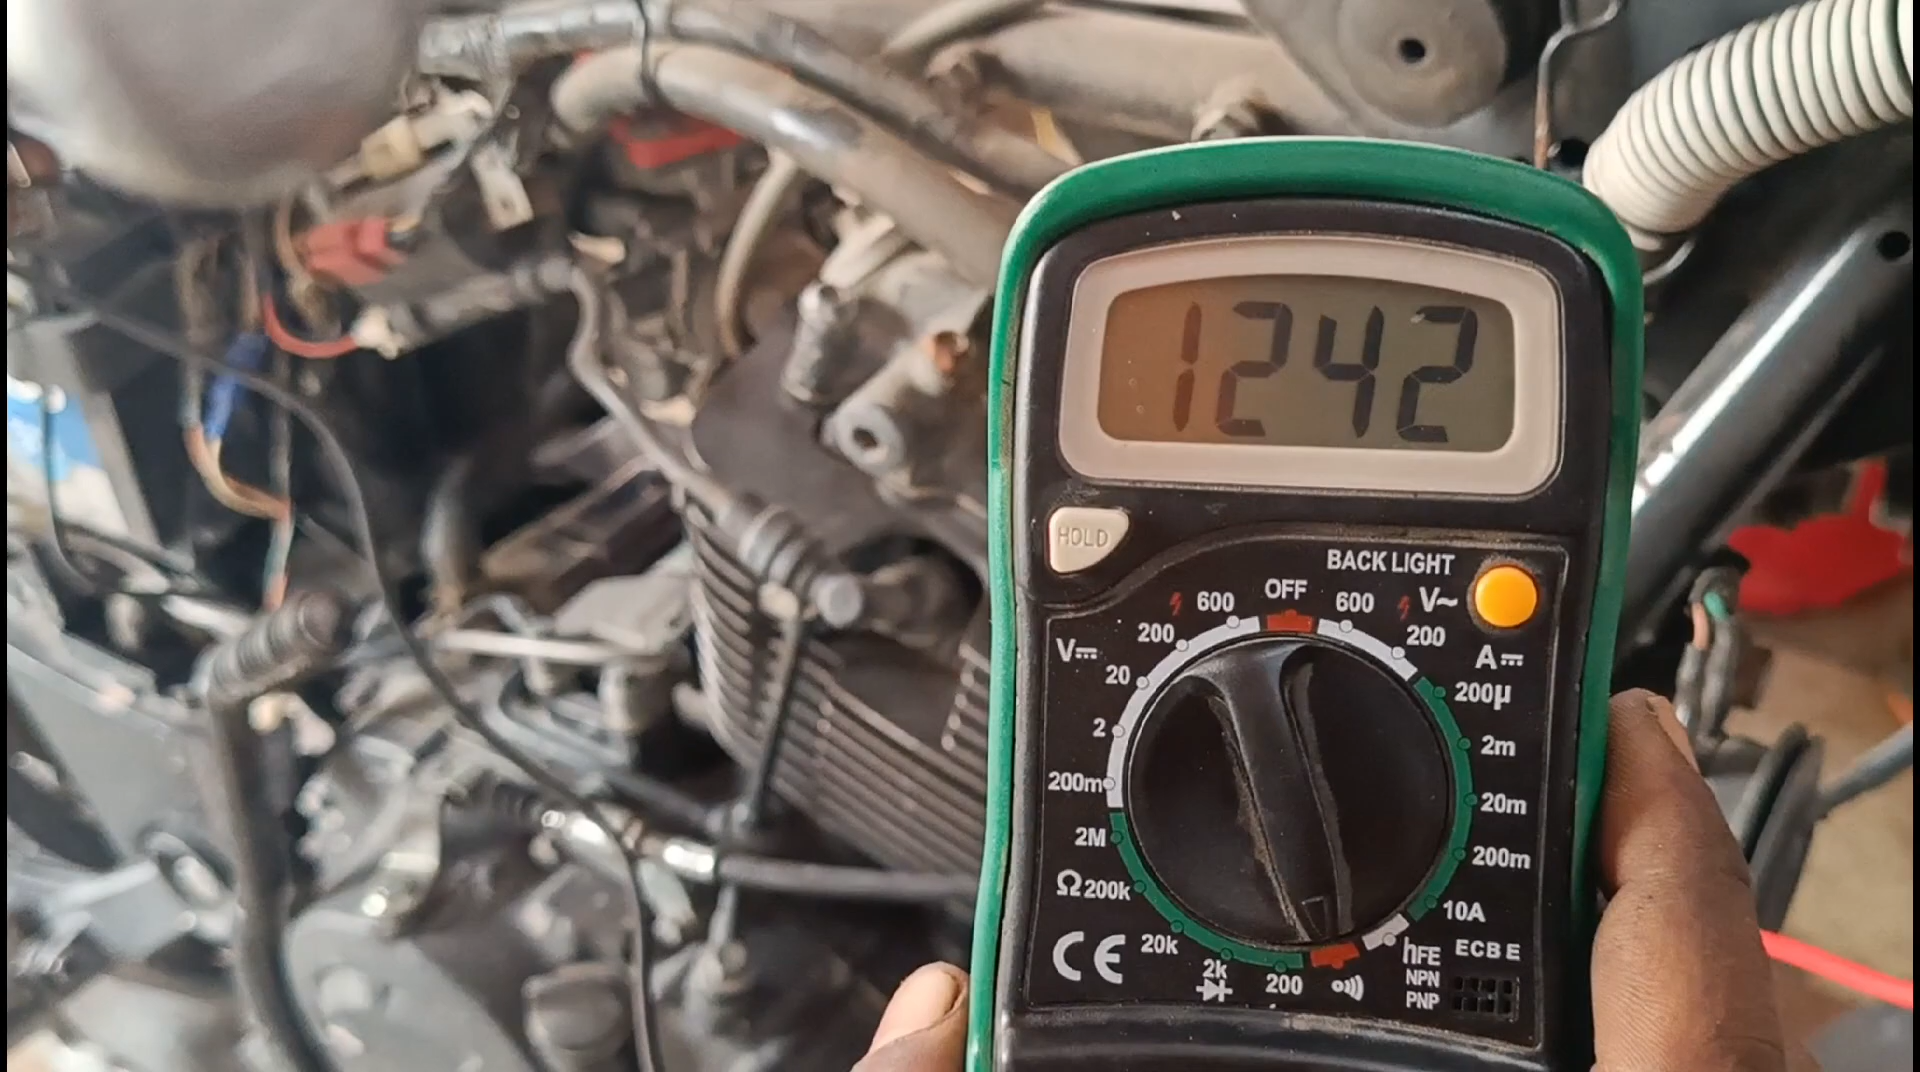 1242
HOLD
BACK LIGHT
600
OFF
600
V~
200
200
V⎓
A⎓
20
200µ
2
2m
200m
20m
2M
200m
Ω
200k
10A
20k
hFE
ECBE
2k
200
NPN
PNP
CE